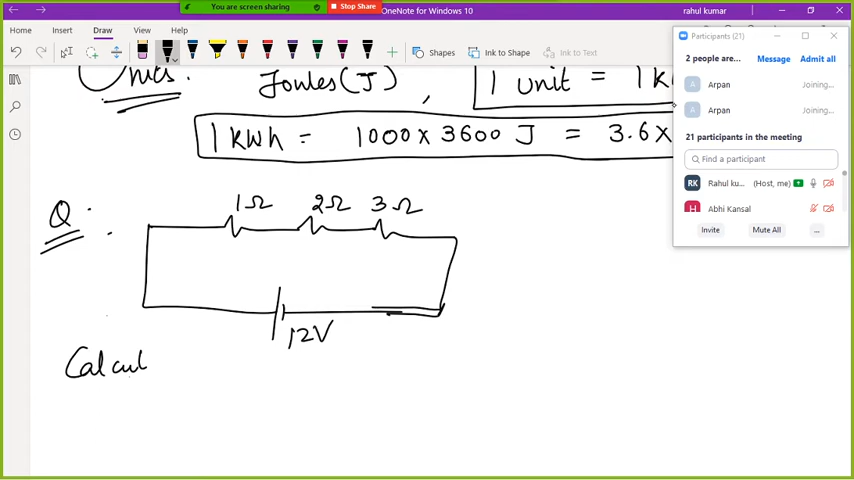 You are screen sharing
Stop Share
OneNote for Windows 10
rahul kumar
Home
Insert
Draw
View
Help
Shapes
Ink to Shape
Ink to Text
Participants (21)
2 people are...
Message
Admit all
A
Arpan
Joining...
A
Arpan
Joining...
21 participants in the meeting
Find a participant
RK
Rahul ku...
(Host, me)
H
Abhi Kansal
Invite
Mute All
...
Units:
Joules (J) ,
1 unit = 1 k
1 kWh = 1000 x 3600 J = 3.6 x
Q :
1Ω 2Ω 3Ω
12V
Calcul